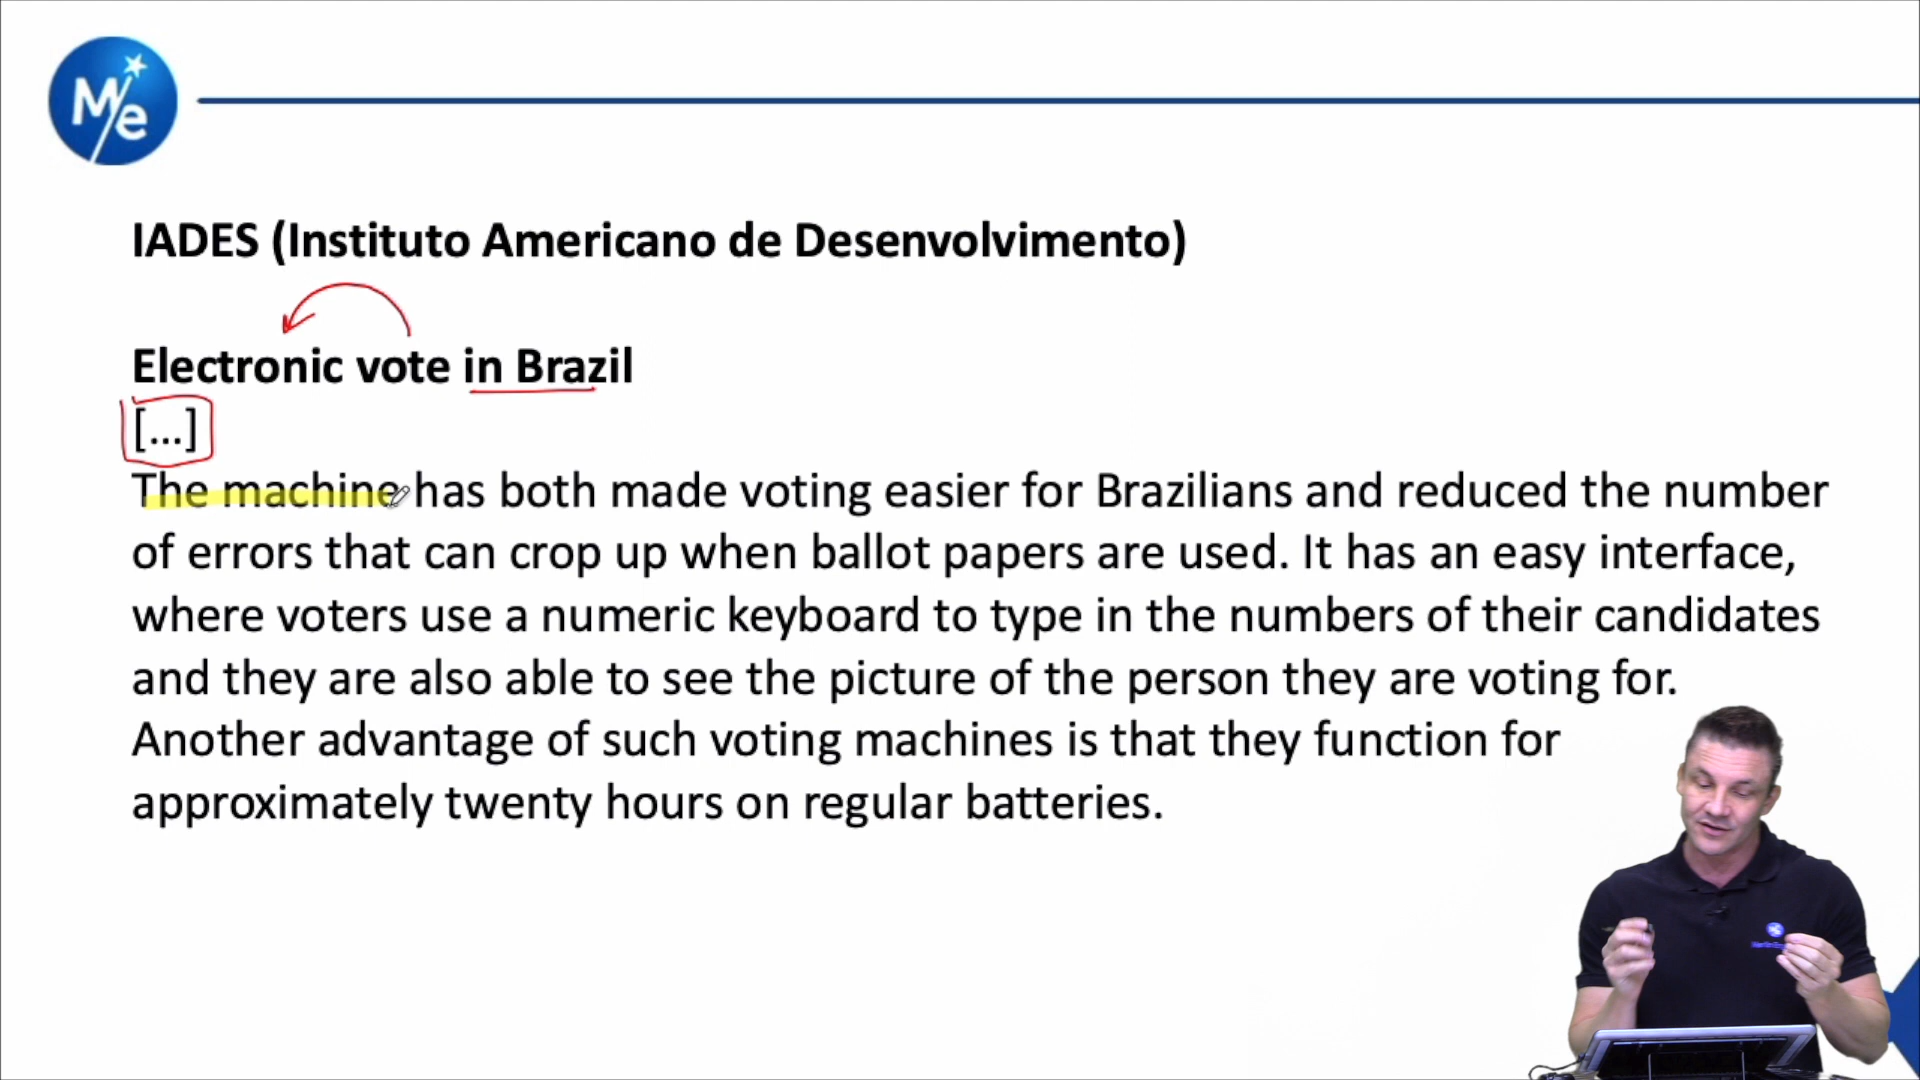 Me
IADES (Instituto Americano de Desenvolvimento)
Electronic vote in Brazil
[...]
The machine has both made voting easier for Brazilians and reduced the number
of errors that can crop up when ballot papers are used. It has an easy interface,
where voters use a numeric keyboard to type in the numbers of their candidates
and they are also able to see the picture of the person they are voting for.
Another advantage of such voting machines is that they function for
approximately twenty hours on regular batteries.